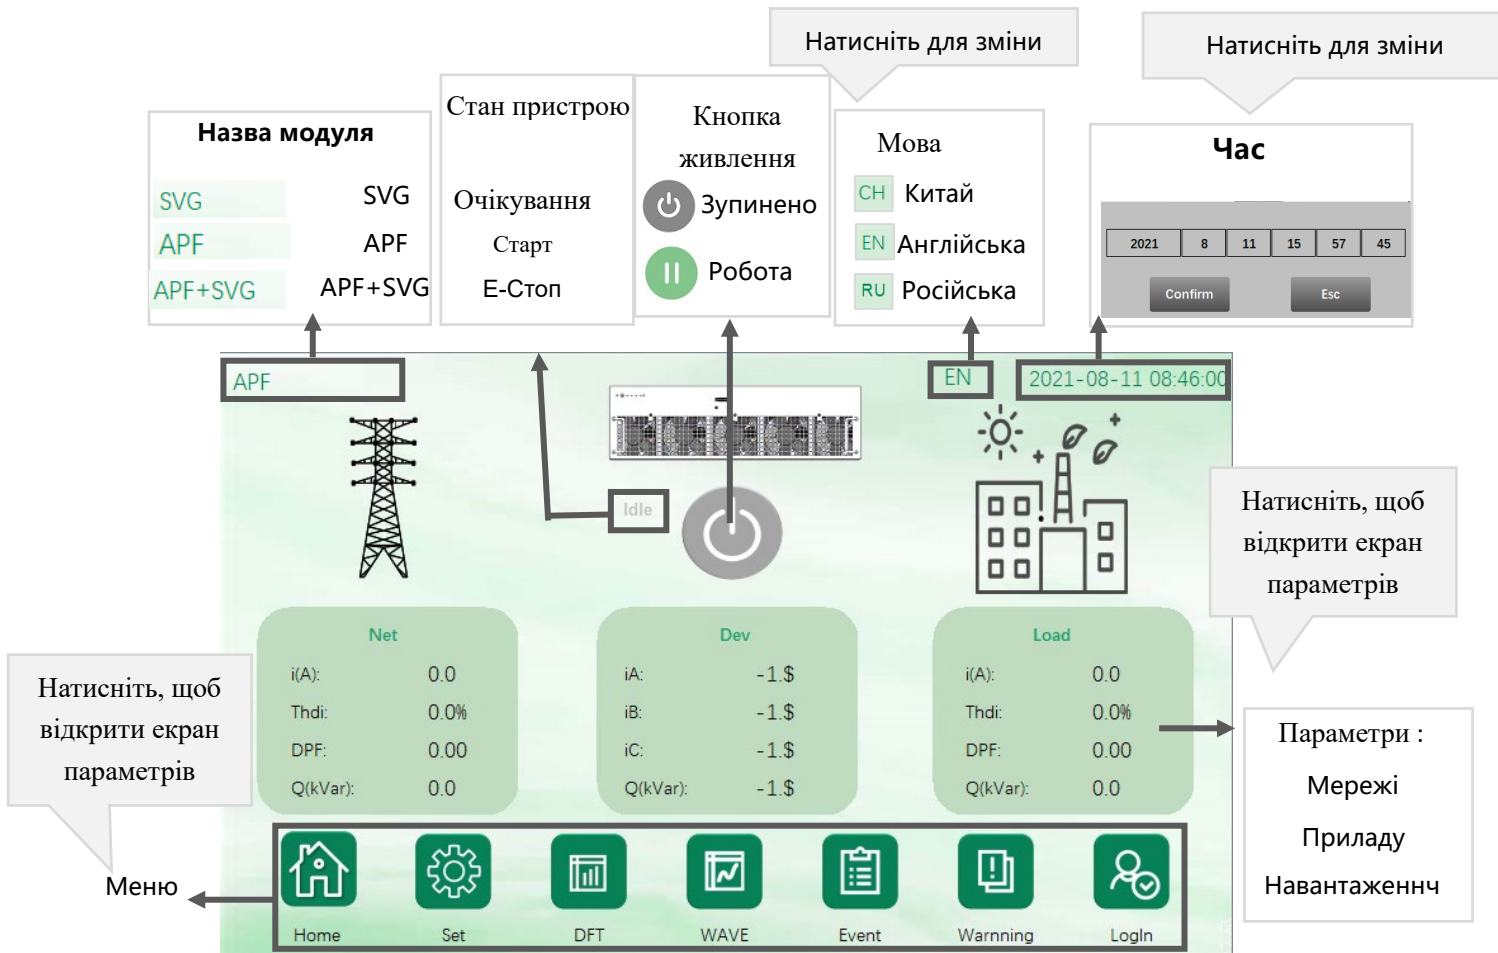 Натисніть для зміни
Натисніть для зміни
Назва модуля
SVG SVG
APF APF
APF+SVG APF+SVG
Стан пристрою
Очікування
Старт
Е-Стоп
Кнопка
живлення
Зупинено
Робота
Мова
CH Китай
EN Англійська
RU Російська
Час
2021 8 11 15 57 45
Confirm Esc
APF
EN
2021-08-11 08:46:00
Idle
Натисніть, щоб
відкрити екран
параметрів
Net
i(A): 0.0
Thdi: 0.0%
DPF: 0.00
Q(kVar): 0.0
Dev
iA: -1.$
iB: -1.$
iC: -1.$
Q(kVar): -1.$
Load
i(A): 0.0
Thdi: 0.0%
DPF: 0.00
Q(kVar): 0.0
Натисніть, щоб
відкрити екран
параметрів
Параметри :
Мережі
Приладу
Навантаженнч
Меню
Home Set DFT WAVE Event Warnning LogIn